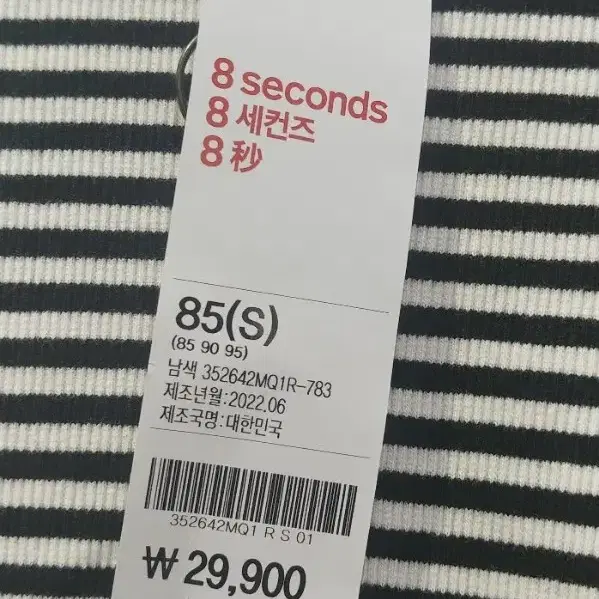 8 seconds
8 세컨즈
8 秒
85(S)
(85 90 95)
남색 352642MQ1R-783
제조년월:2022.06
제조국명:대한민국
352642MQ1 R S 01
₩ 29,900